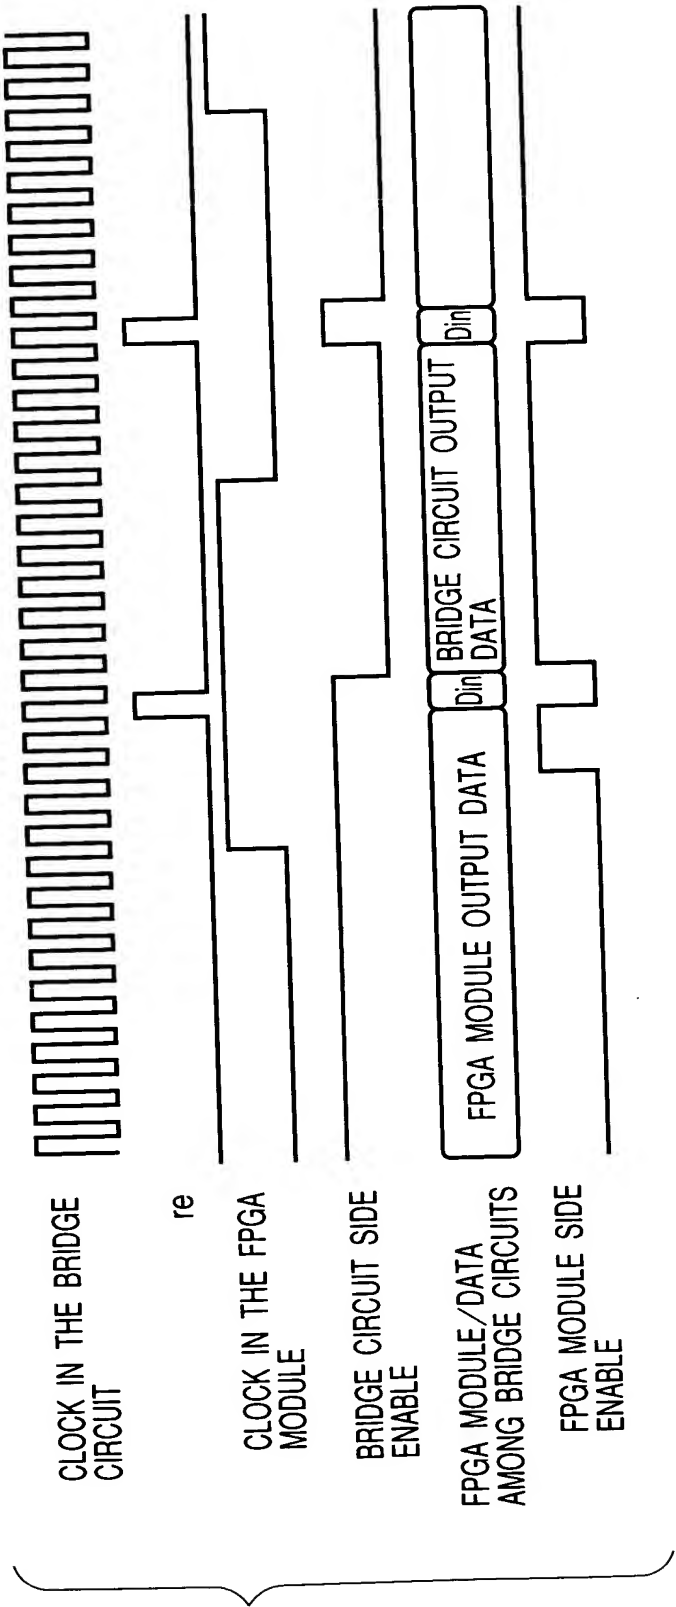 CLOCK IN THE BRIDGE
CIRCUIT
re
CLOCK IN THE FPGA
MODULE
BRIDGE CIRCUIT SIDE
ENABLE
FPGA MODULE/DATA
AMONG BRIDGE CIRCUITS
FPGA MODULE OUTPUT DATA
Din
BRIDGE CIRCUIT OUTPUT
DATA
Din
FPGA MODULE SIDE
ENABLE